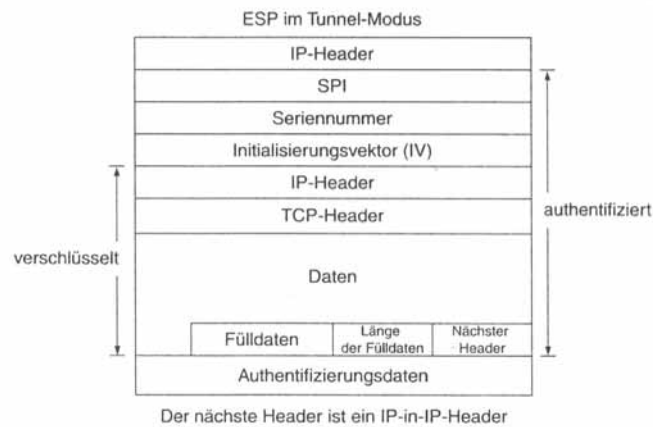 ESP im Tunnel-Modus
IP-Header
SPI
Seriennummer
Initialisierungsvektor (IV)
IP-Header
TCP-Header
authentifiziert
verschlüsselt
Daten
Fülldaten
Länge
der Fülldaten
Nächster
Header
Authentifizierungsdaten
Der nächste Header ist ein IP-in-IP-Header